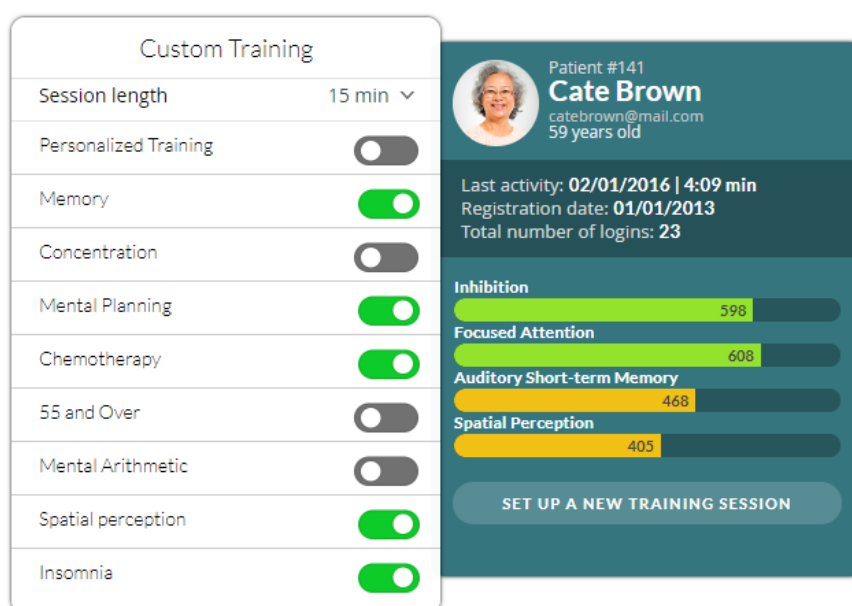 Custom Training
Session length 15 min
Personalized Training
Memory
Concentration
Mental Planning
Chemotherapy
55 and Over
Mental Arithmetic
Spatial perception
Insomnia
Patient #141
Cate Brown
catebrown@mail.com
59 years old
Last activity: 02/01/2016 | 4:09 min
Registration date: 01/01/2013
Total number of logins: 23
Inhibition
598
Focused Attention
608
Auditory Short-term Memory
468
Spatial Perception
405
SET UP A NEW TRAINING SESSION